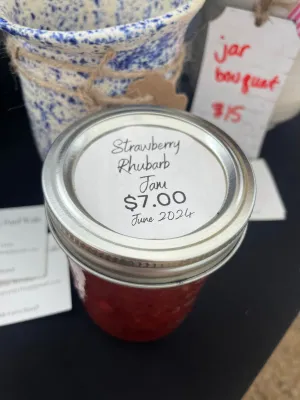 jar
bouquet
$15
Strawberry
Rhubarb
Jam
$7.00
June 2024